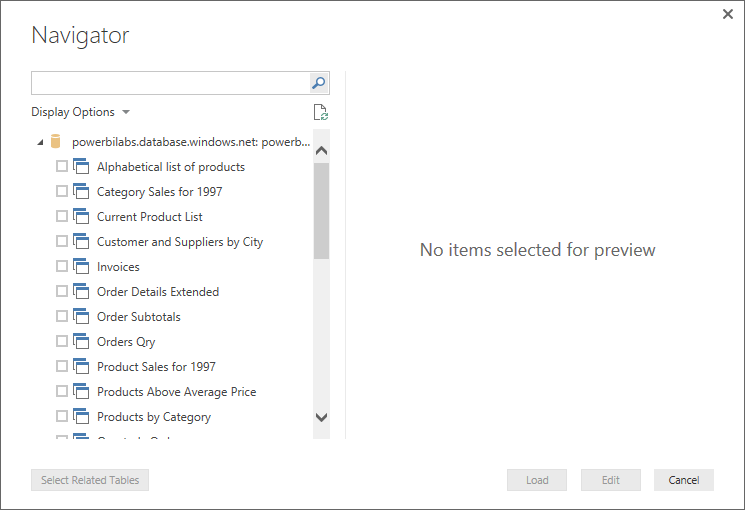 Navigator
Display Options
powerbilabs.database.windows.net: powerb...
Alphabetical list of products
Category Sales for 1997
Current Product List
Customer and Suppliers by City
Invoices
Order Details Extended
Order Subtotals
Orders Qry
Product Sales for 1997
Products Above Average Price
Products by Category
No items selected for preview
Select Related Tables
Load
Edit
Cancel